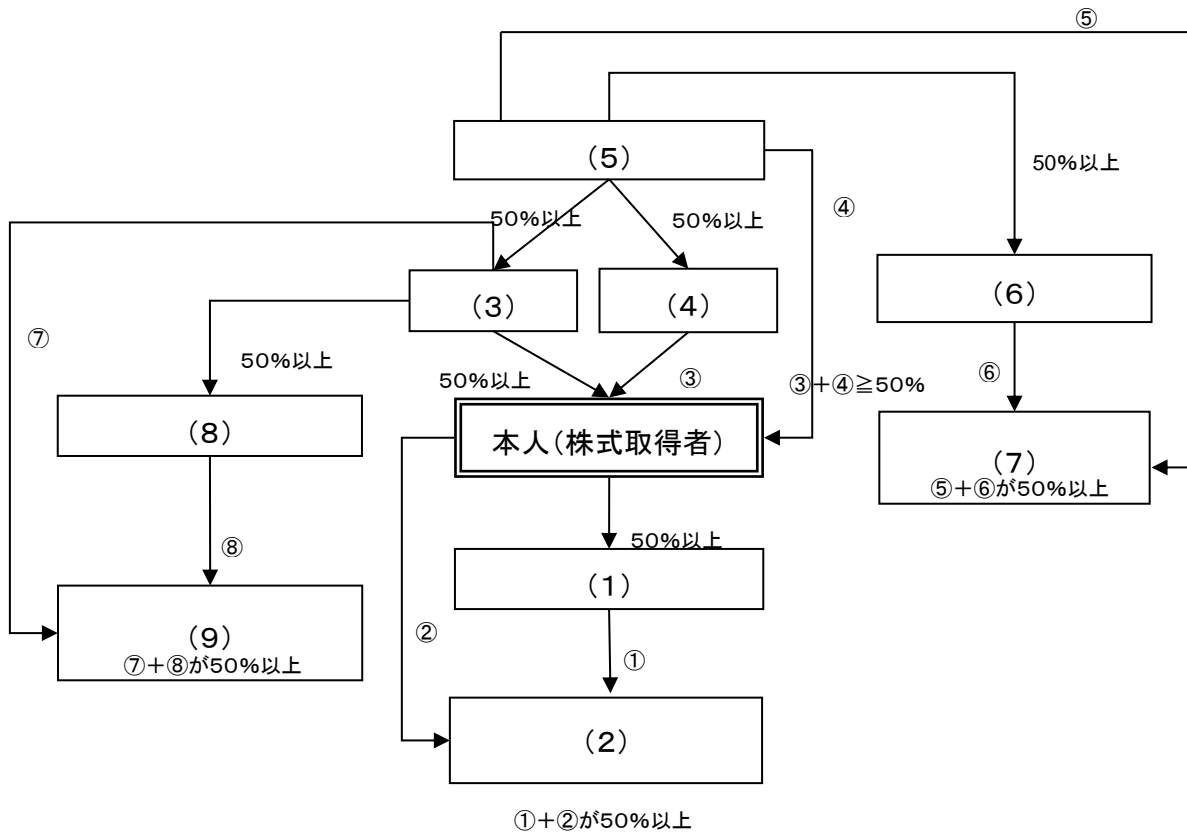 ⑤
(5)
50%以上
④
50%以上
50%以上
(3)
(4)
(6)
⑦
50%以上
50%以上
③
③+④≧50%
⑥
(8)
本人(株式取得者)
(7)
⑤+⑥が50%以上
50%以上
⑧
(1)
(9)
⑦+⑧が50%以上
②
①
(2)
①+②が50%以上